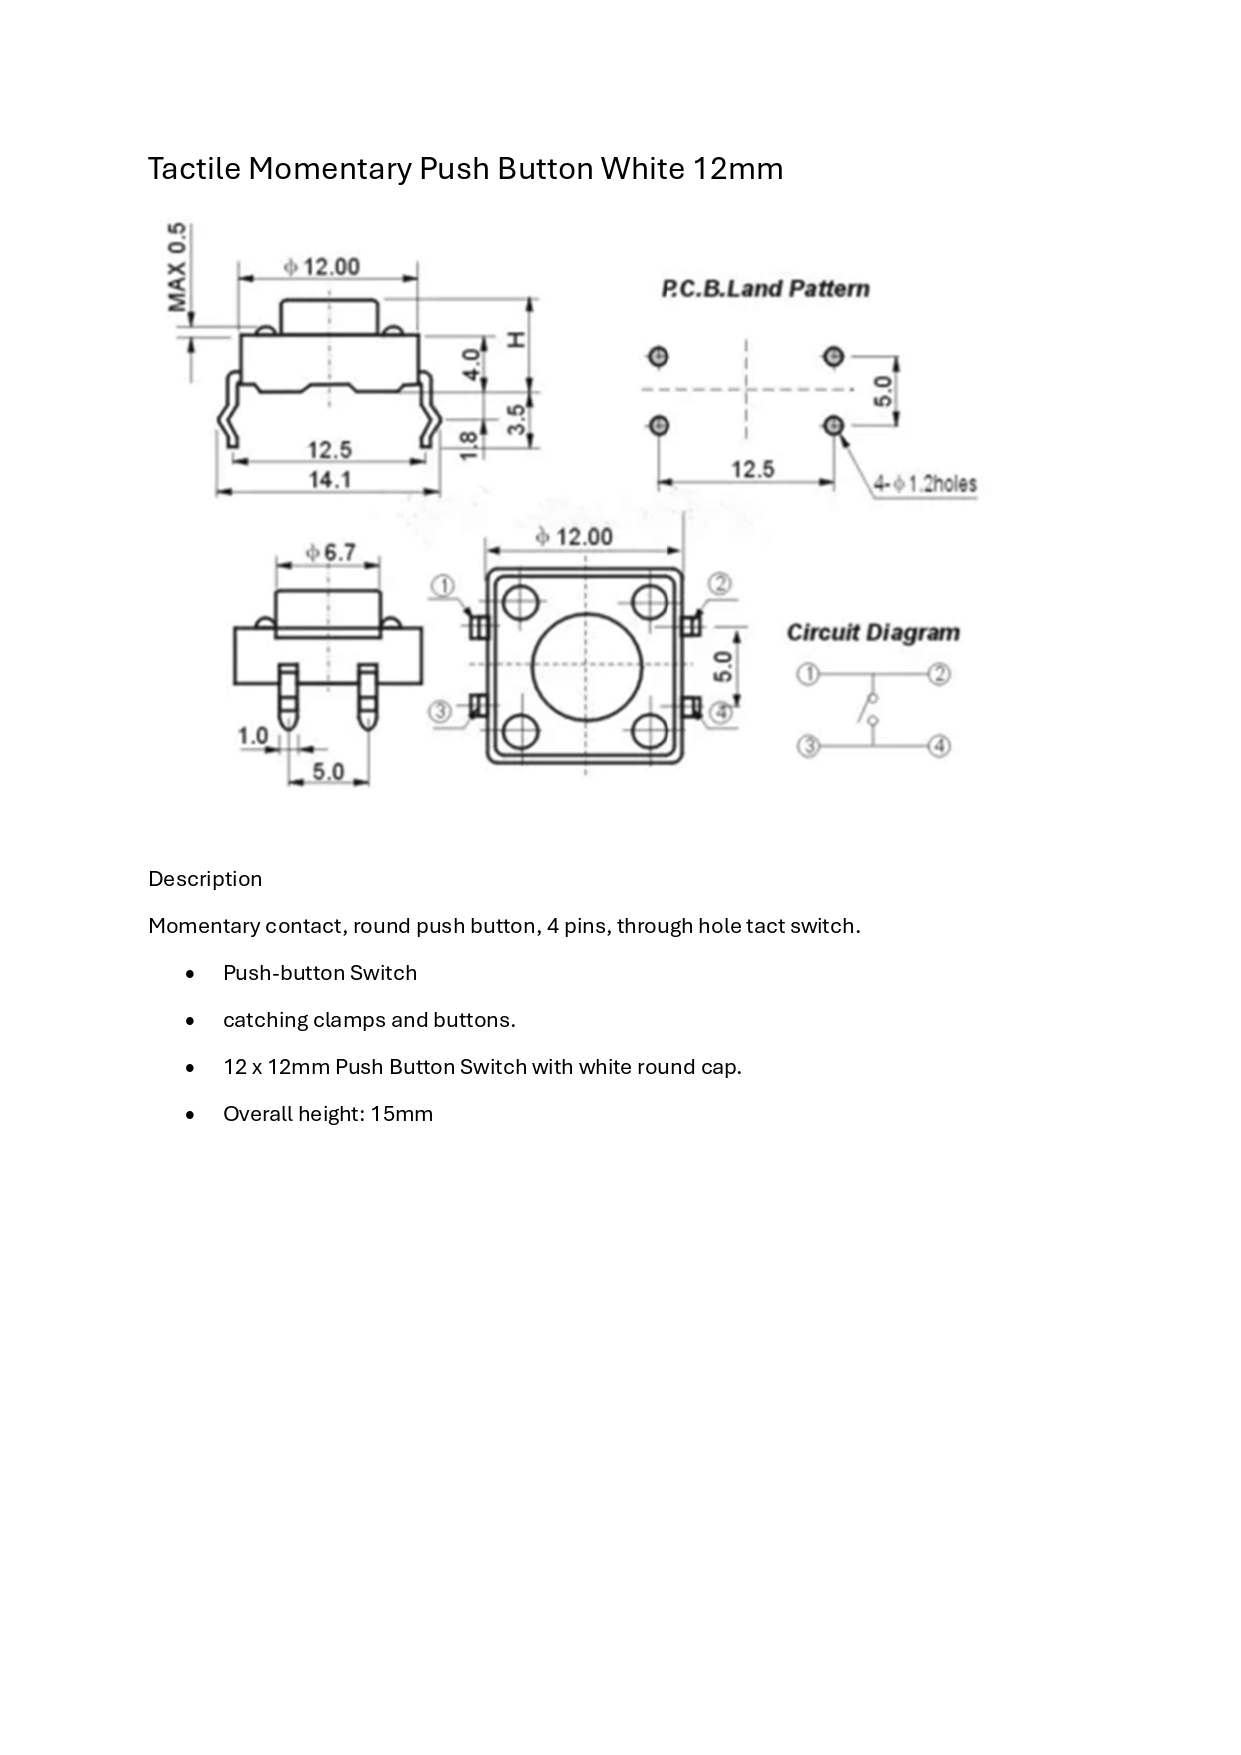 Tactile Momentary Push Button White 12mm
MAX 0.5
ϕ 12.00
H
4.0
3.5
1.8
12.5
14.1
P.C.B.Land Pattern
5.0
12.5
4-ϕ 1.2holes
ϕ 6.7
1.0
5.0
ϕ 12.00
①
②
③
④
5.0
Circuit Diagram
① ②
③ ④
Description
Momentary contact, round push button, 4 pins, through hole tact switch.
• Push-button Switch
• catching clamps and buttons.
• 12 x 12mm Push Button Switch with white round cap.
• Overall height: 15mm